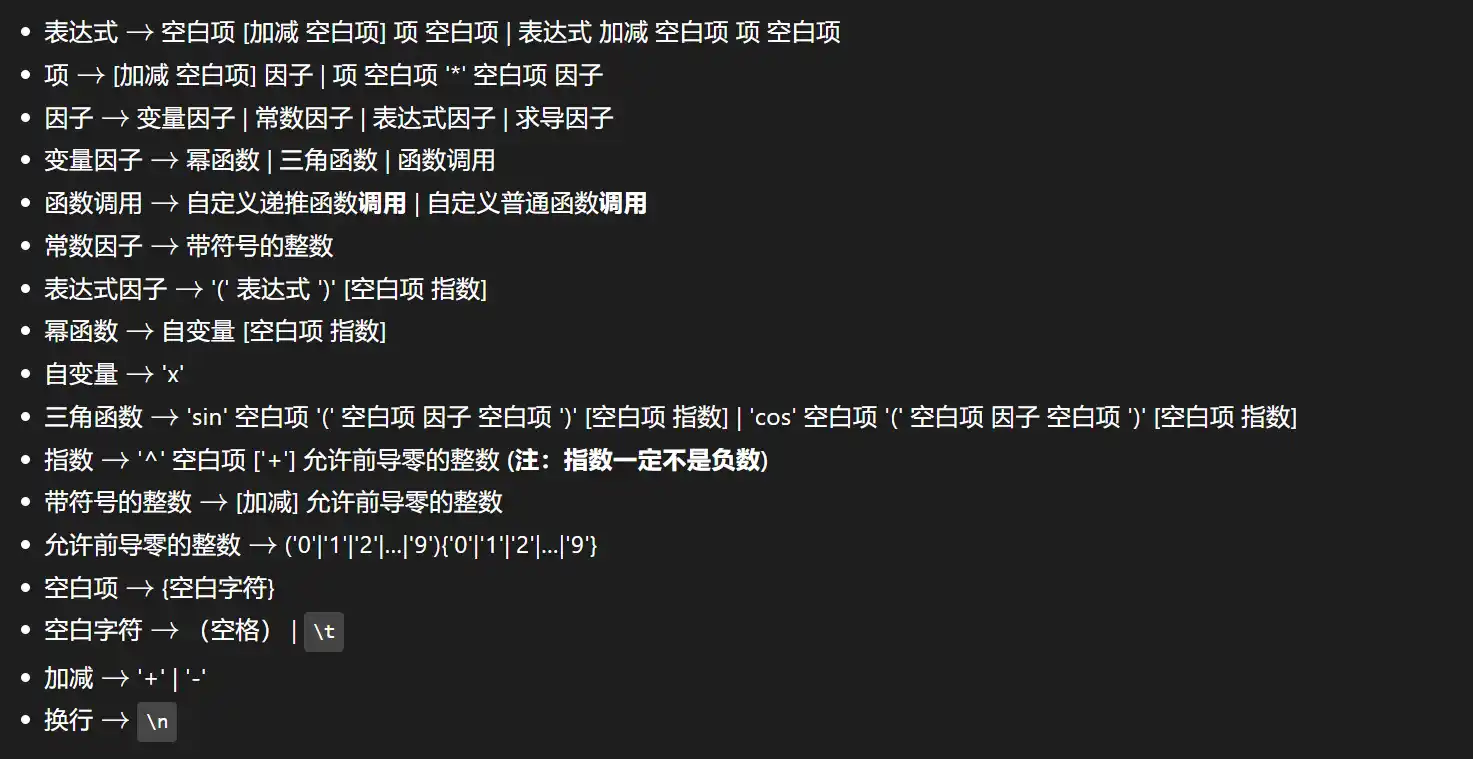 • 表达式 → 空白项 [加减 空白项] 项 空白项 | 表达式 加减 空白项 项 空白项
• 项 → [加减 空白项] 因子 | 项 空白项 '*' 空白项 因子
• 因子 → 变量因子 | 常数因子 | 表达式因子 | 求导因子
• 变量因子 → 幂函数 | 三角函数 | 函数调用
• 函数调用 → 自定义递推函数调用 | 自定义普通函数调用
• 常数因子 → 带符号的整数
• 表达式因子 → '(' 表达式 ')' [空白项 指数]
• 幂函数 → 自变量 [空白项 指数]
• 自变量 → 'x'
• 三角函数 → 'sin' 空白项 '(' 空白项 因子 空白项 ')' [空白项 指数] | 'cos' 空白项 '(' 空白项 因子 空白项 ')' [空白项 指数]
• 指数 → '^' 空白项 ['+'] 允许前导零的整数 (注：指数一定不是负数)
• 带符号的整数 → [加减] 允许前导零的整数
• 允许前导零的整数 → ('0'|'1'|'2'|…|'9'){'0'|'1'|'2'|…|'9'}
• 空白项 → {空白字符}
• 空白字符 → （空格） | \t
• 加减 → '+' | '-'
• 换行 → \n